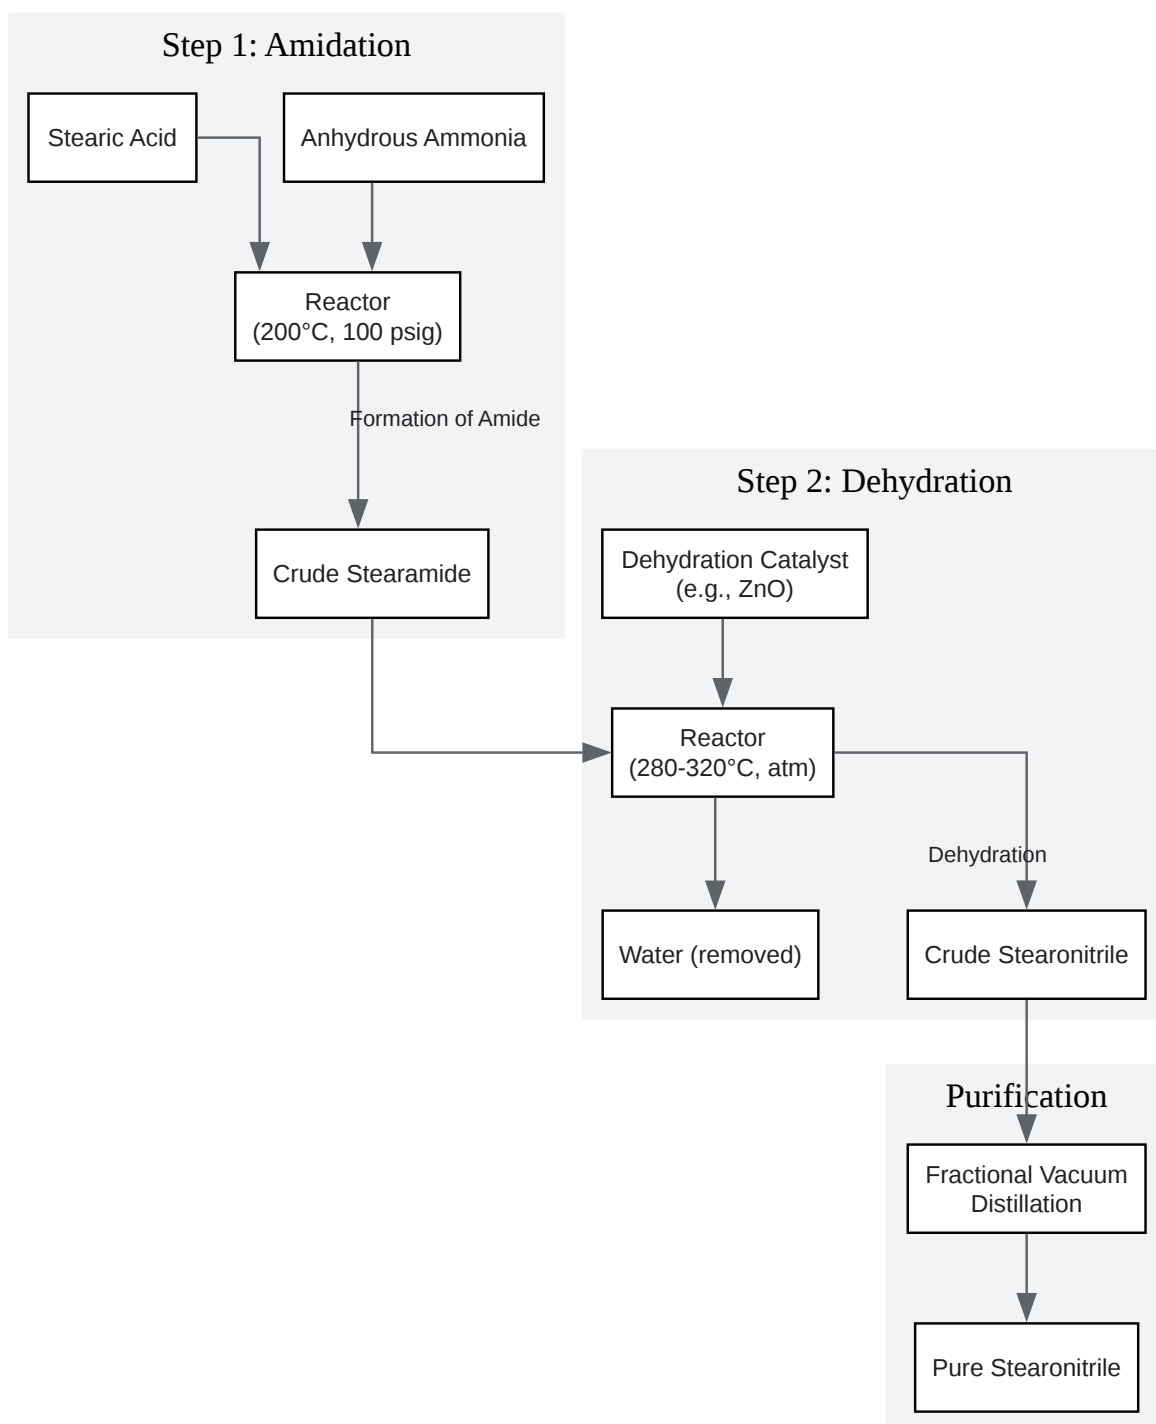 Step 1: Amidation
Stearic Acid
Anhydrous Ammonia
Reactor
(200°C, 100 psig)
Formation of Amide
Crude Stearamide
Step 2: Dehydration
Dehydration Catalyst
(e.g., ZnO)
Reactor
(280-320°C, atm)
Dehydration
Water (removed)
Crude Stearonitrile
Purification
Fractional Vacuum
Distillation
Pure Stearonitrile